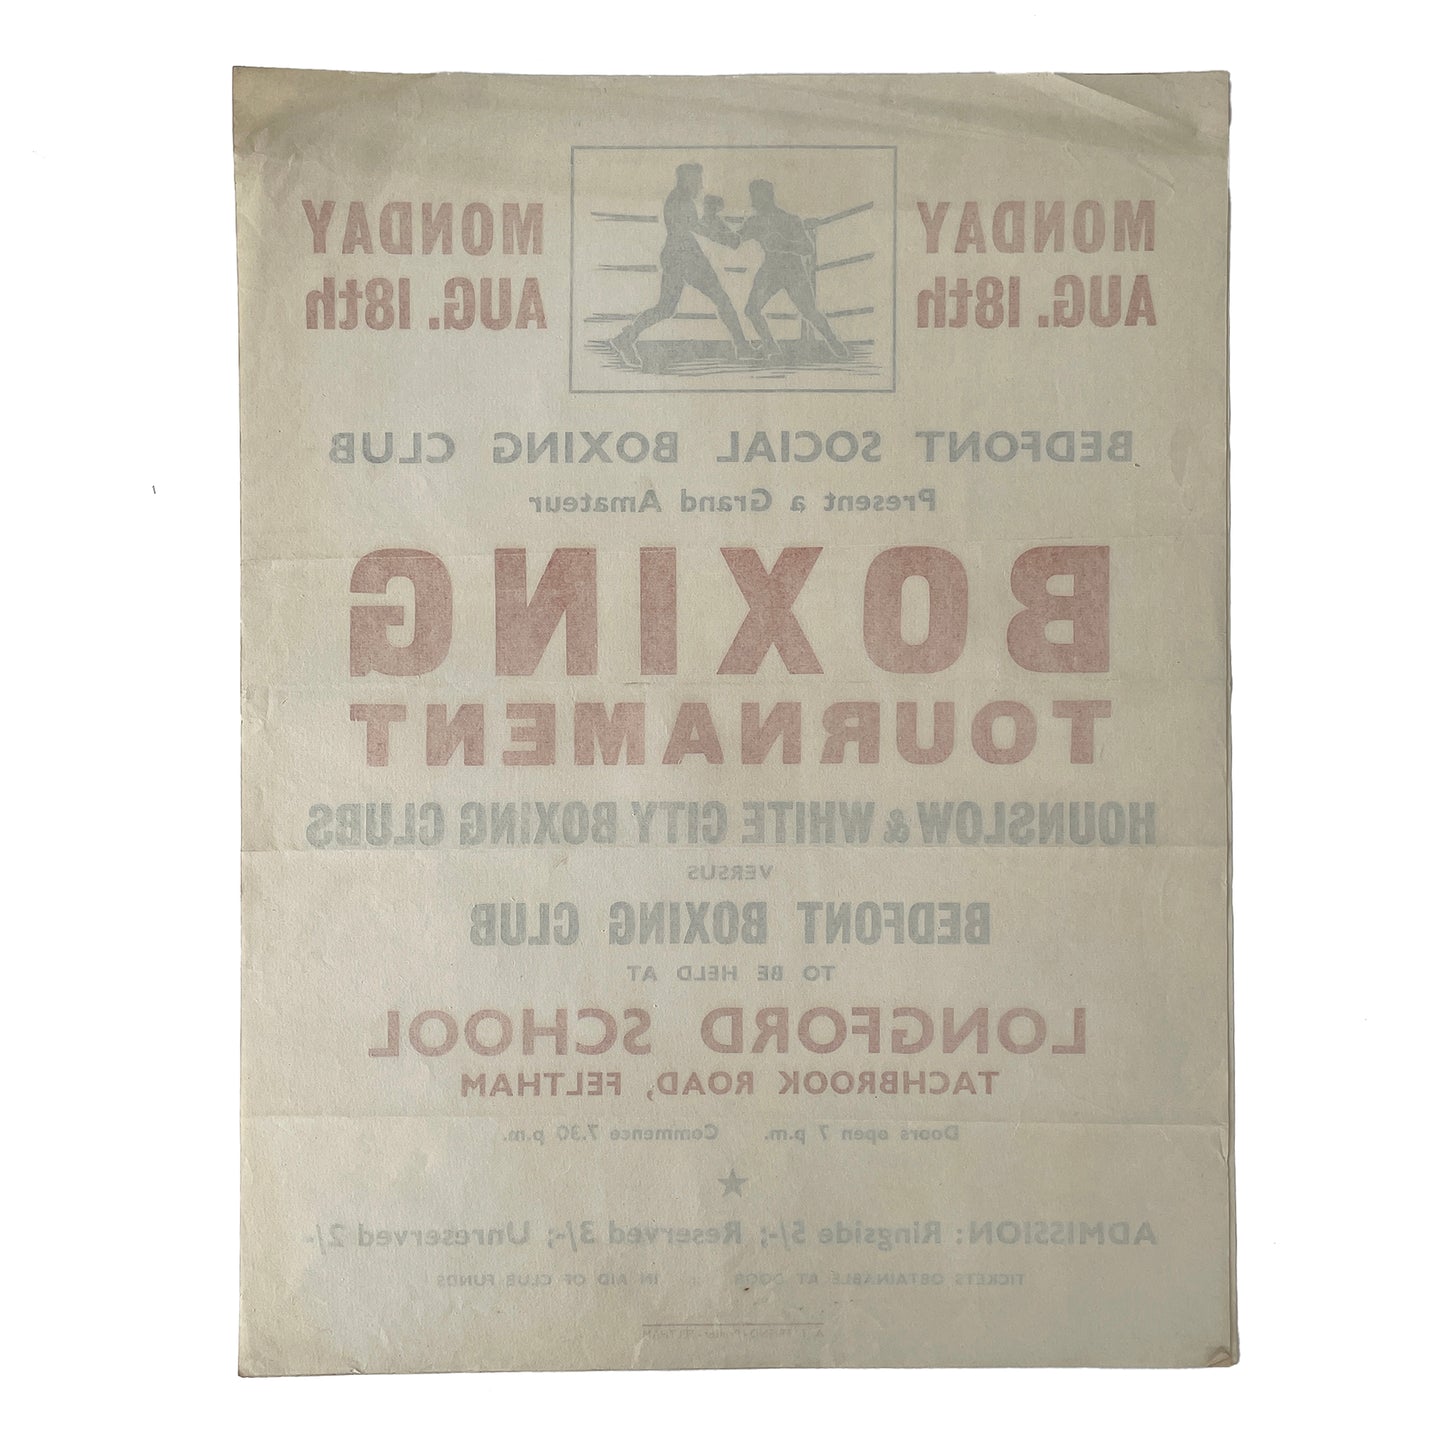 MONDAY
AUG. 18th
MONDAY
AUG. 18th
BEDFONT SOCIAL BOXING CLUB
Present a Grand Amateur
BOXING
TOURNAMENT
HOUNSLOW & WHITE CITY BOXING CLUBS
VERSUS
BEDFONT BOXING CLUB
TO BE HELD AT
LONGFORD SCHOOL
TACHBROOK ROAD, FELTHAM
Doors open 7 p.m. Commence 7.30 p.m.
ADMISSION: Ringside 5/-; Reserved 3/-; Unreserved 2/-
TICKETS OBTAINABLE AT DOOR IN AID OF CLUB FUNDS
FELTHAM